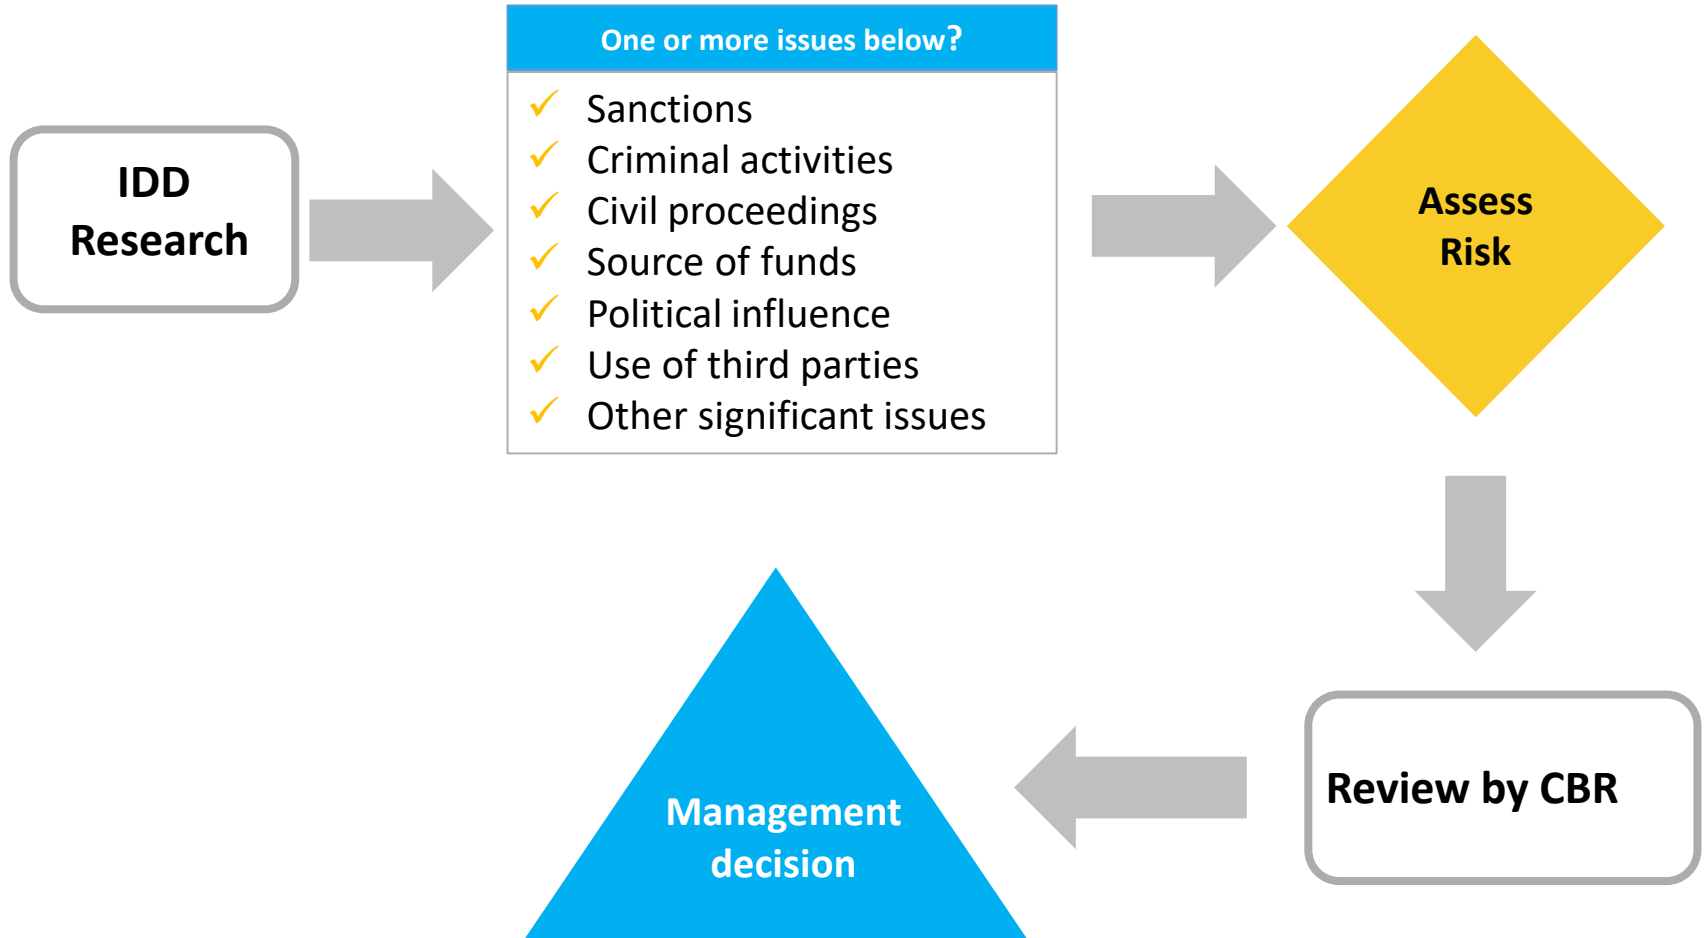 One or more issues below?
IDD
Research
Sanctions
Criminal activities
Civil proceedings
Source of funds
Political influence
Use of third parties
Other significant issues
Assess
Risk
Review by CBR
Management
decision